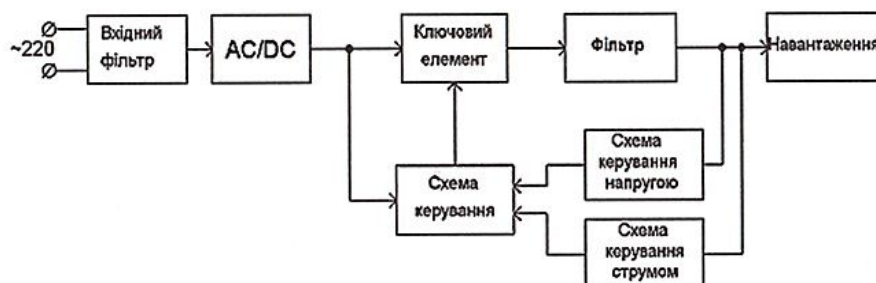 ~220
Вхідний
фільтр
AC/DC
Ключовий
елемент
Фільтр
Навантаження
Схема
керування
Схема
керування
напругою
Схема
керування
струмом